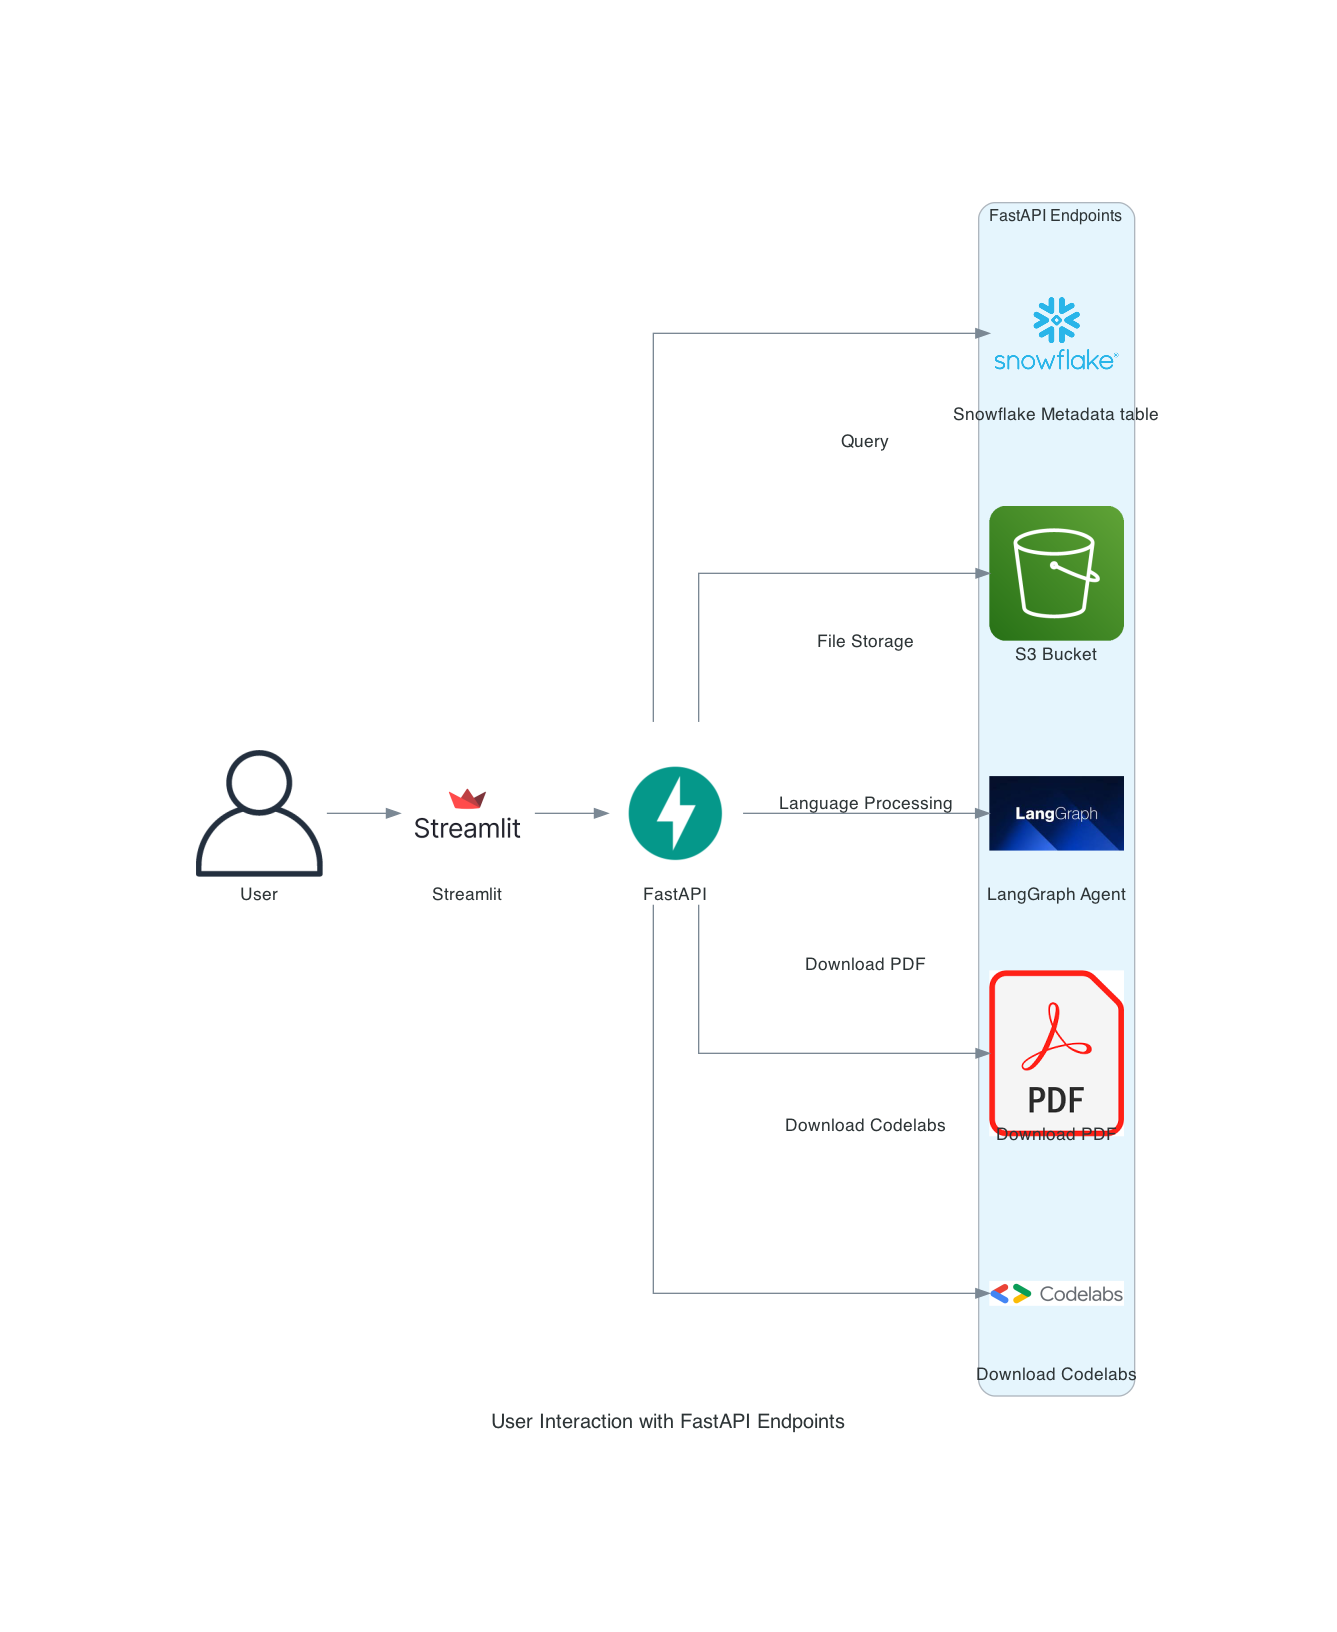 FastAPI Endpoints
snowflake
Snowflake Metadata table
Query
File Storage
S3 Bucket
Streamlit
Language Processing
LangGraph
User
Streamlit
FastAPI
LangGraph Agent
Download PDF
PDF
Download Codelabs
Download PDF
Codelabs
Download Codelabs
User Interaction with FastAPI Endpoints